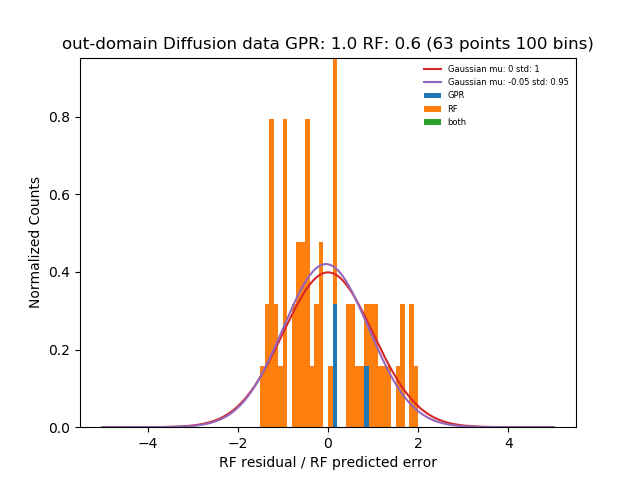 out-domain Diffusion data GPR: 1.0 RF: 0.6 (63 points 100 bins)
Gaussian mu: 0 std: 1
Gaussian mu: -0.05 std: 0.95
GPR
RF
both
Normalized Counts
0.8
0.6
0.4
0.2
0.0
−4
−2
0
2
4
RF residual / RF predicted error